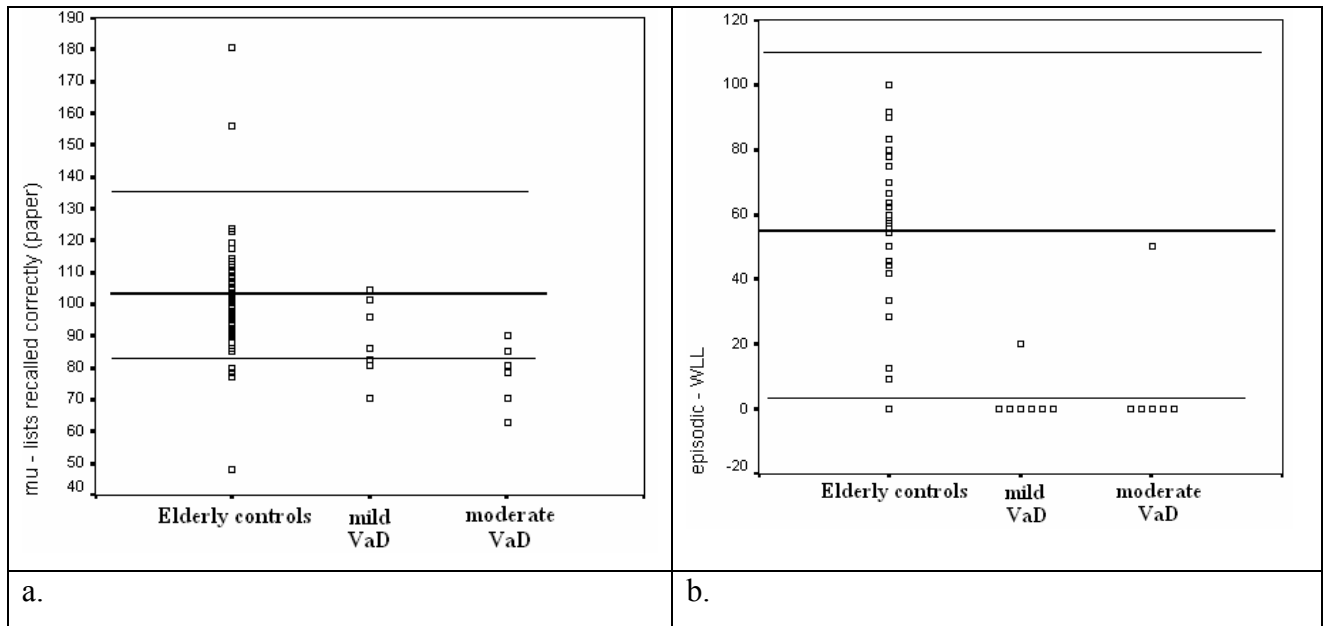 190
180
170
160
150
140
130
120
110
100
90
80
70
60
50
40
mu - lists recalled correctly (paper)
Elderly controls
mild
VaD
moderate
VaD
120
100
80
60
40
20
0
-20
episodic - WLL
Elderly controls
mild
VaD
moderate
VaD
a.
b.